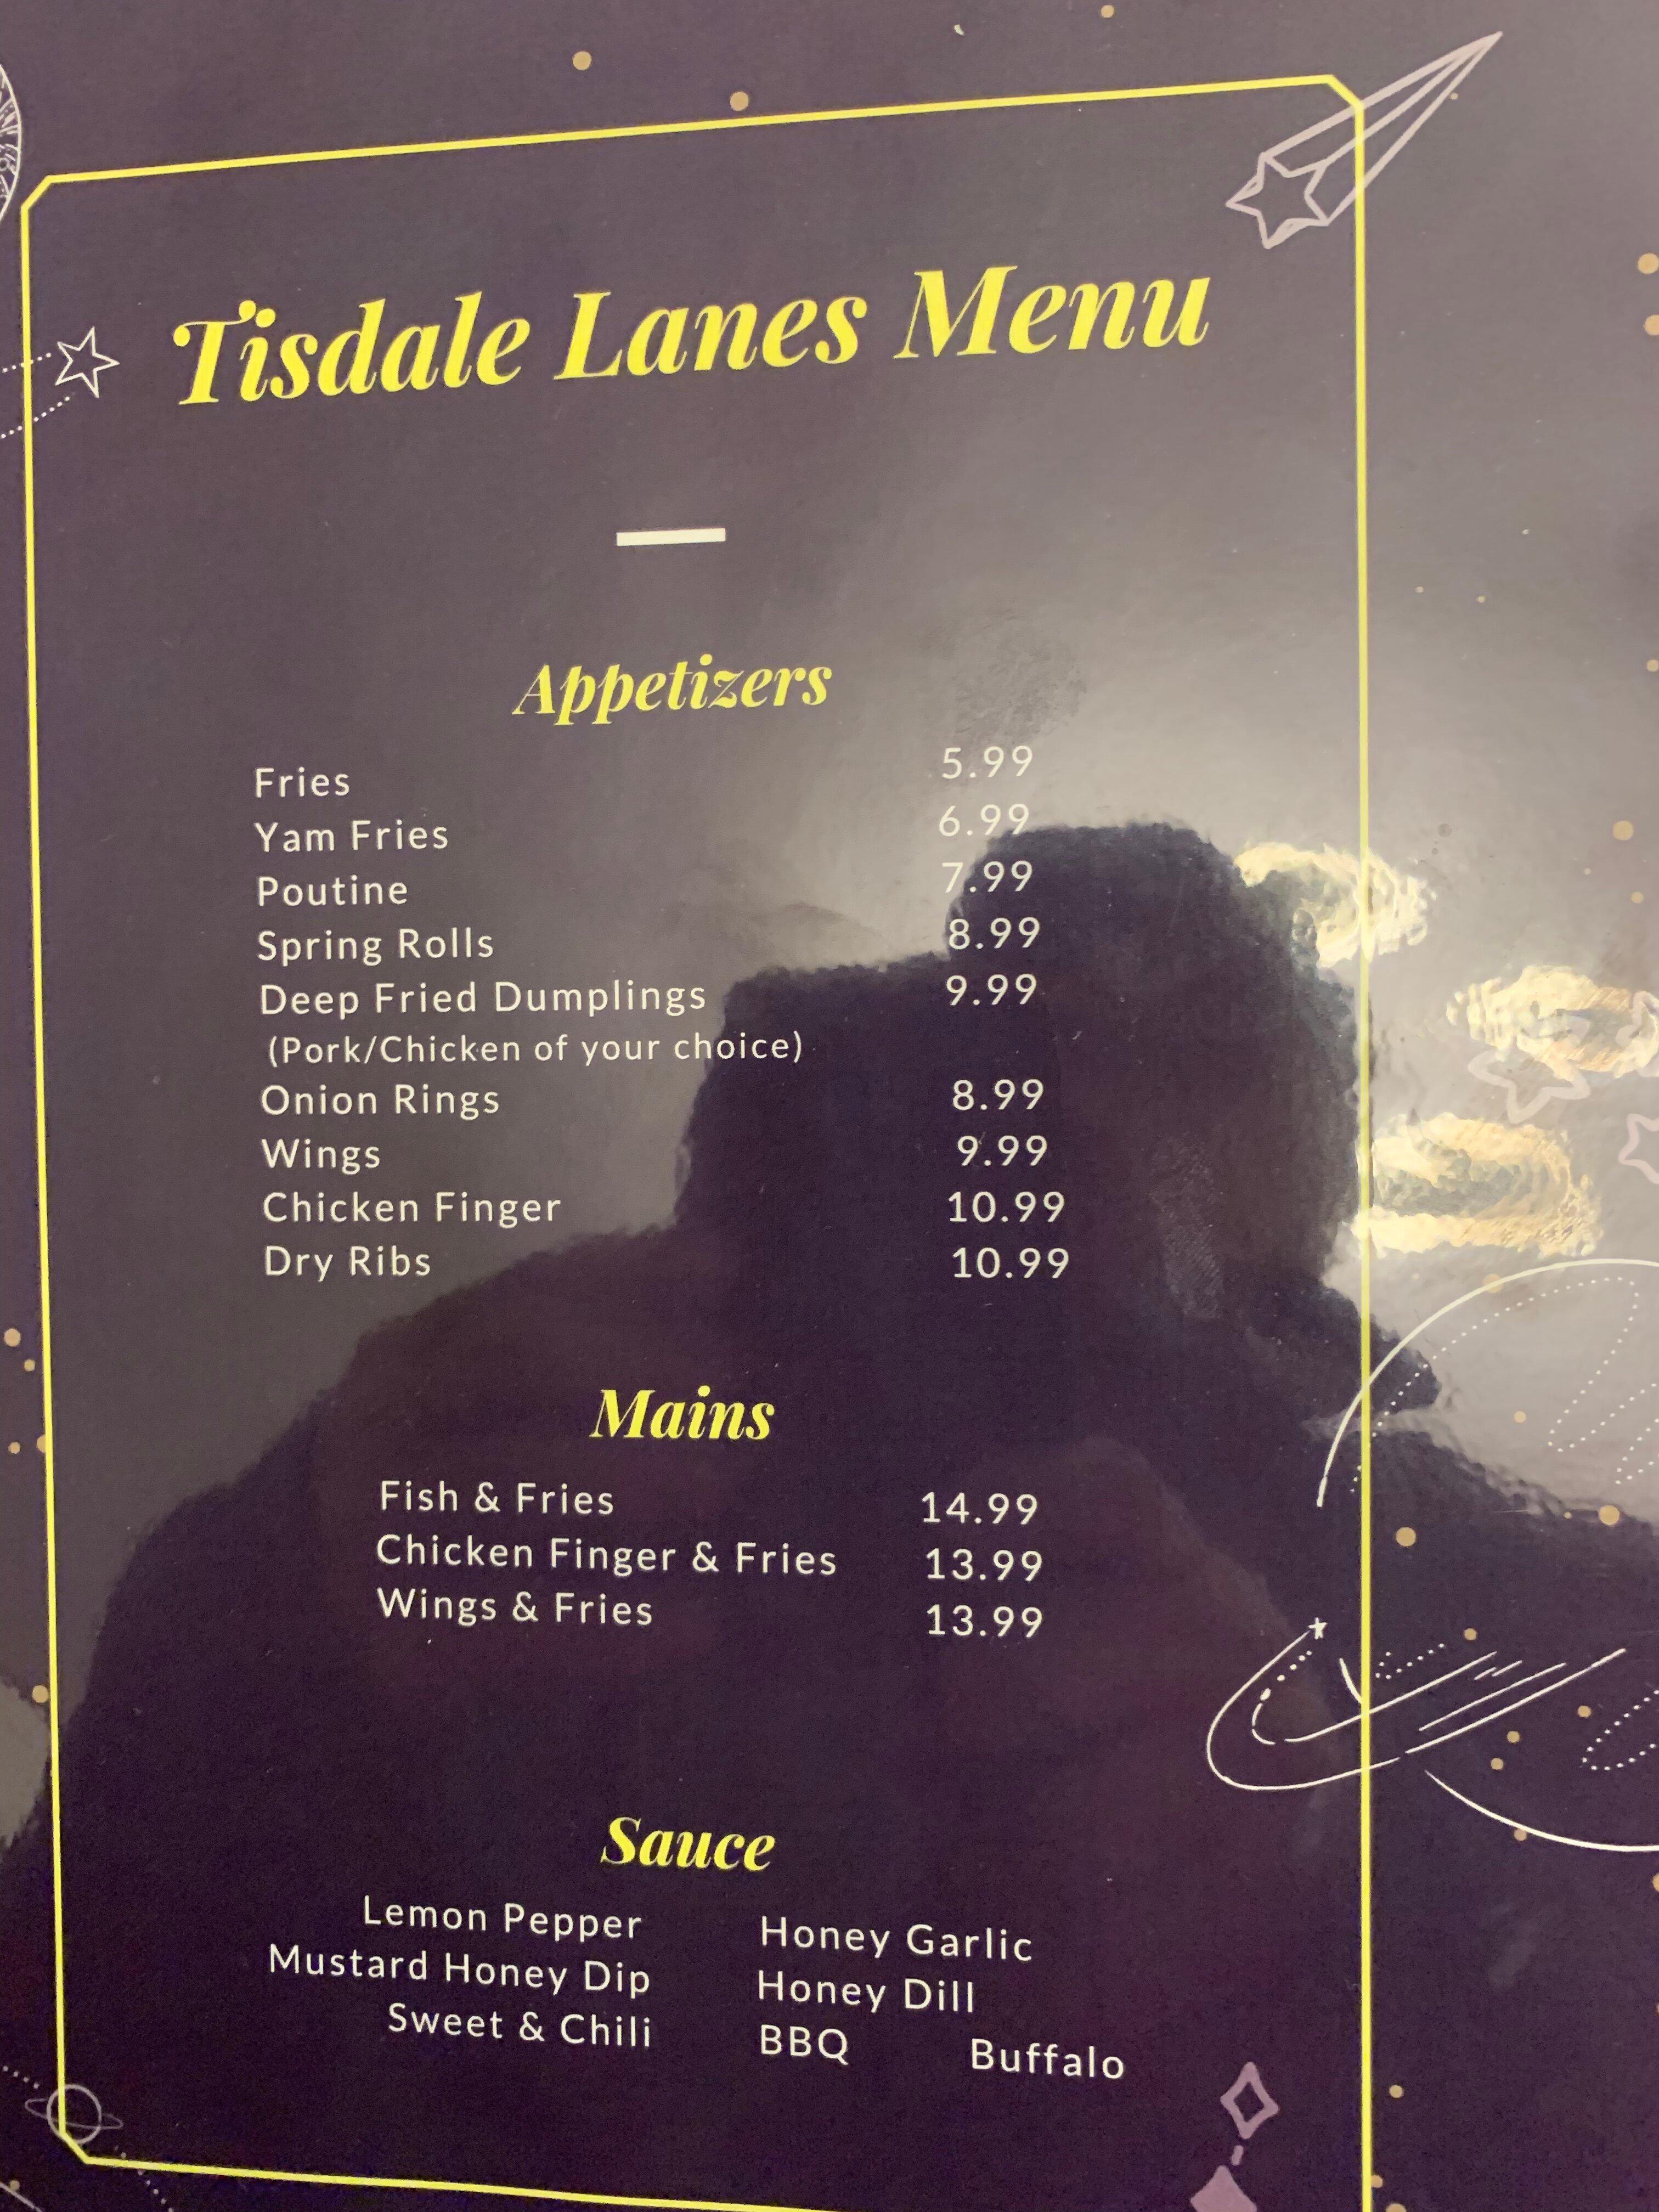 Tisdale Lanes Menu
Appetizers
Fries 5.99
Yam Fries 6.99
Poutine 7.99
Spring Rolls 8.99
Deep Fried Dumplings 9.99
(Pork/Chicken of your choice)
Onion Rings 8.99
Wings 9.99
Chicken Finger 10.99
Dry Ribs 10.99
Mains
Fish & Fries 14.99
Chicken Finger & Fries 13.99
Wings & Fries 13.99
Sauce
Lemon Pepper Honey Garlic
Mustard Honey Dip Honey Dill
Sweet & Chili BBQ Buffalo